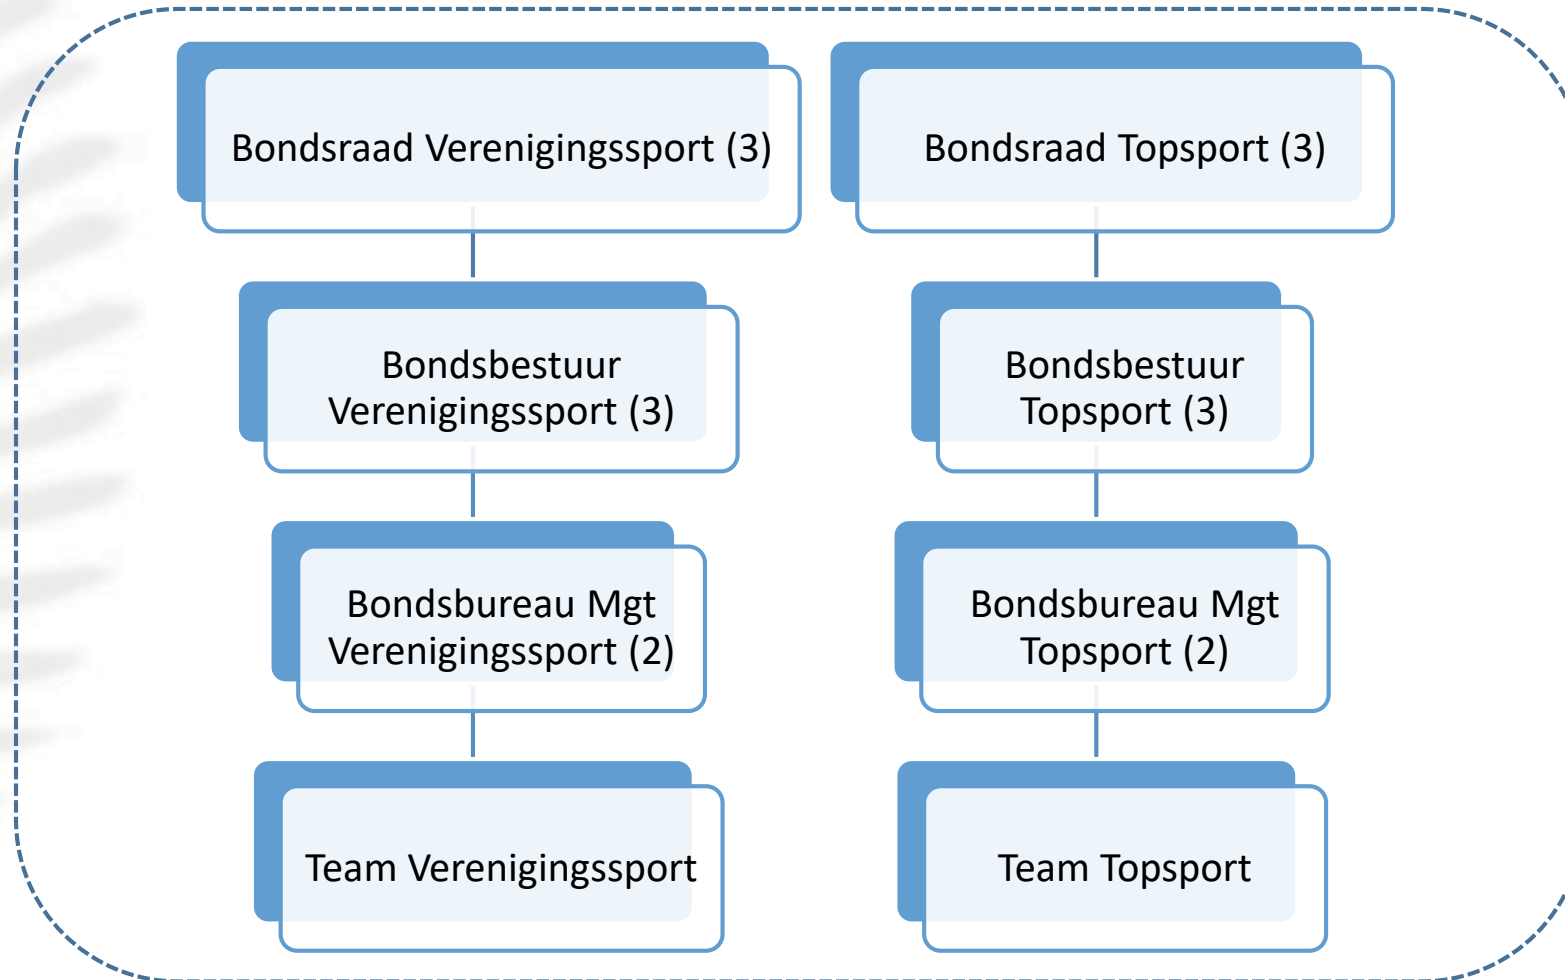 Bondsraad Verenigingssport (3)
Bondsraad Topsport (3)
Bondsbestuur
Verenigingssport (3)
Bondsbestuur
Topsport (3)
Bondsbureau Mgt
Verenigingssport (2)
Bondsbureau Mgt
Topsport (2)
Team Verenigingssport
Team Topsport